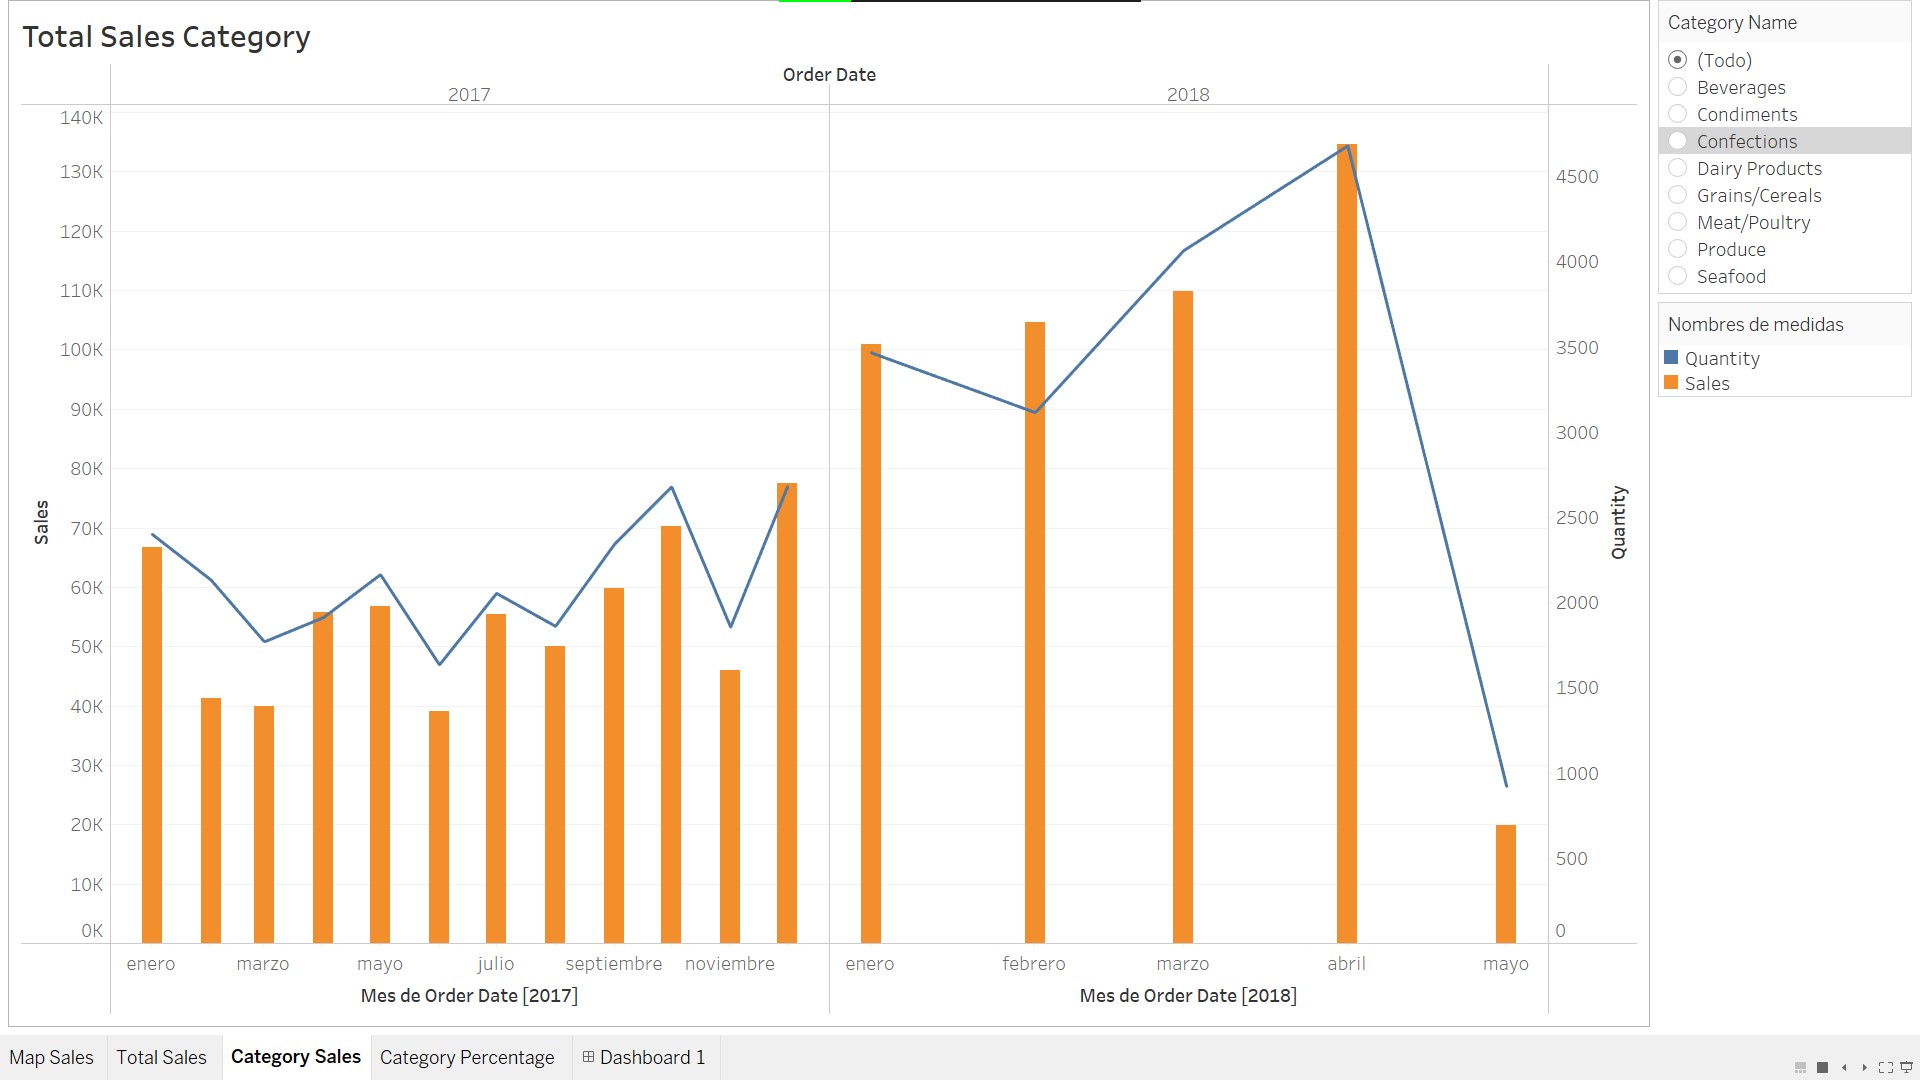 Total Sales Category
Order Date
2017
2018
140K
130K
120K
110K
100K
90K
80K
70K
60K
50K
40K
30K
20K
10K
0K
Sales
4500
4000
3500
3000
2500
2000
1500
1000
500
0
Quantity
enero marzo mayo julio septiembre noviembre
Mes de Order Date [2017]
enero febrero marzo abril mayo
Mes de Order Date [2018]
Category Name
(Todo)
Beverages
Condiments
Confections
Dairy Products
Grains/Cereals
Meat/Poultry
Produce
Seafood
Nombres de medidas
Quantity
Sales
Map Sales Total Sales Category Sales Category Percentage Dashboard 1